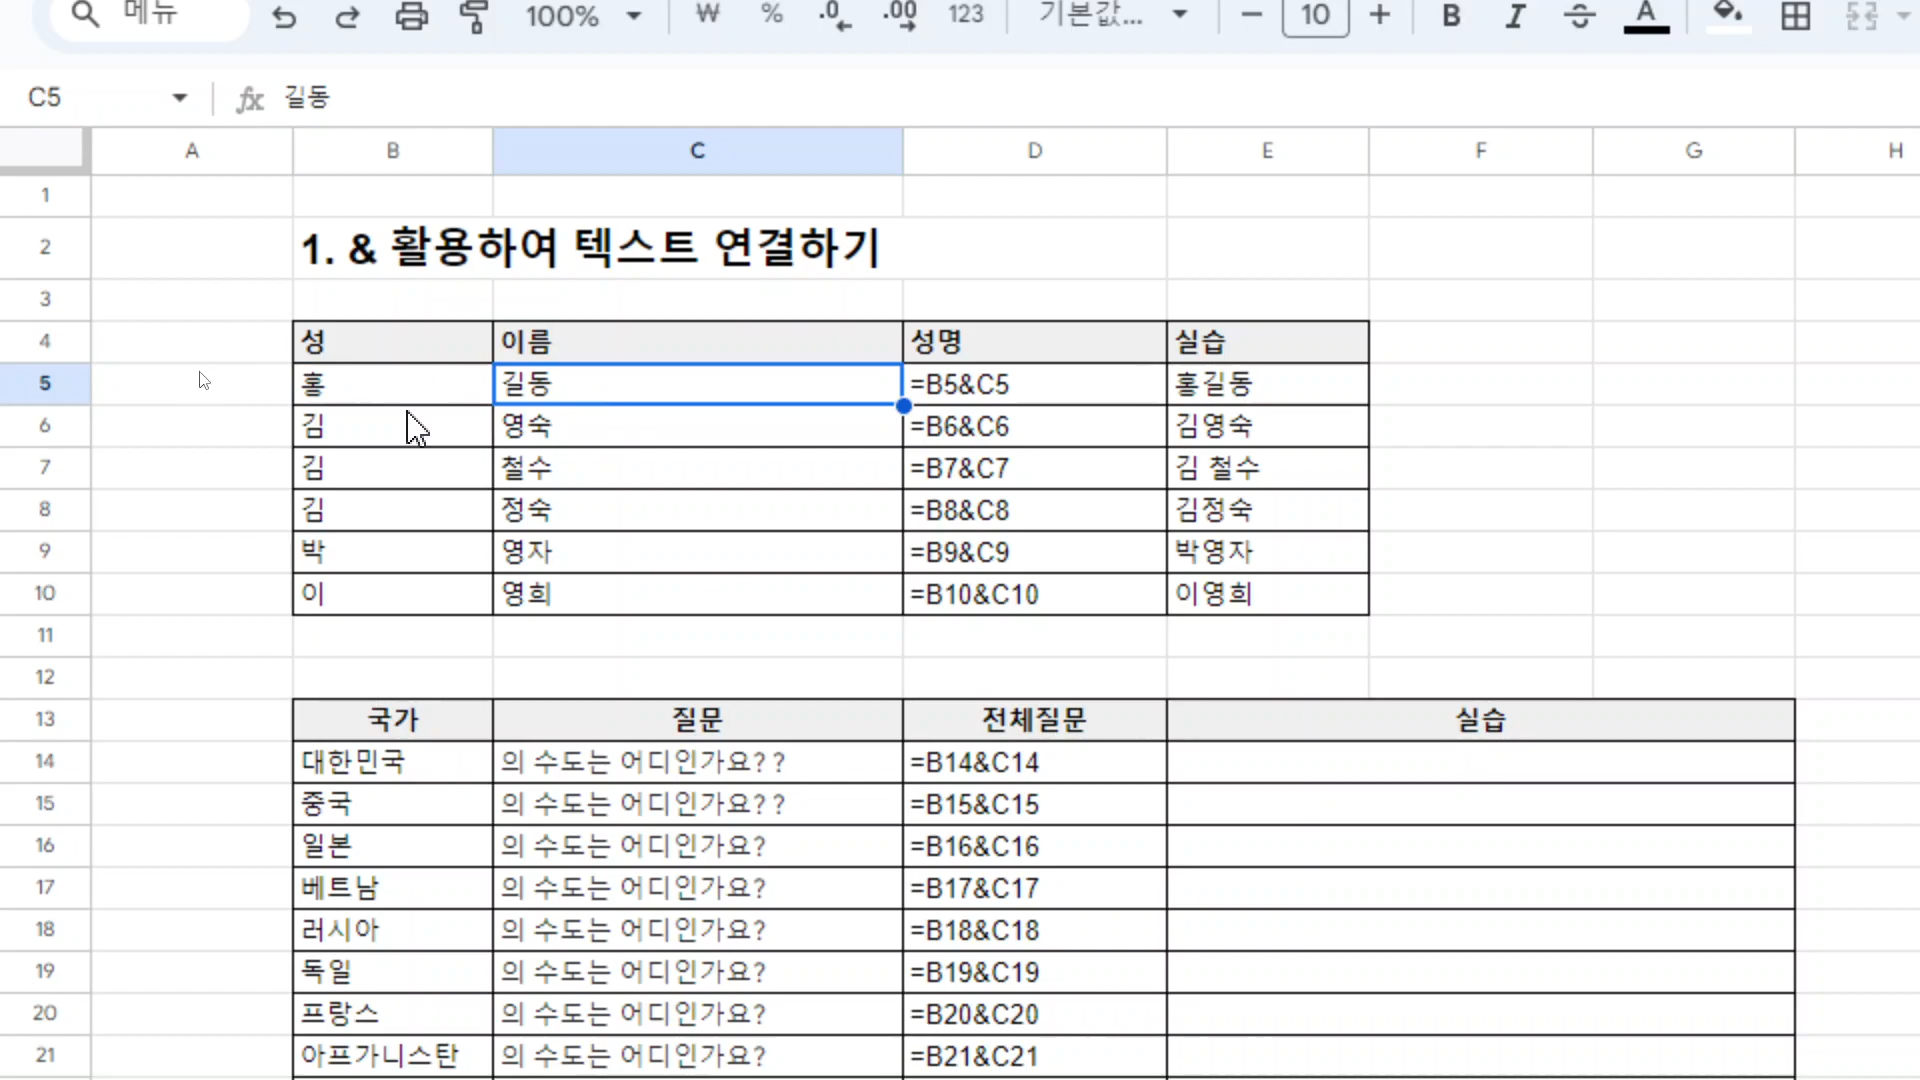 메뉴 100% ₩ % .0 .00 123 기본값... 10 B I A
C5 fx 길동
A B C D E F G H
1
2 1. & 활용하여 텍스트 연결하기
3
4 성 이름 성명 실습
5 홍 길동 =B5&C5 홍길동
6 김 영숙 =B6&C6 김영숙
7 김 철수 =B7&C7 김 철수
8 김 정숙 =B8&C8 김정숙
9 박 영자 =B9&C9 박영자
10 이 영희 =B10&C10 이영희
11
12
13 국가 질문 전체질문 실습
14 대한민국 의 수도는 어디인가요?? =B14&C14
15 중국 의 수도는 어디인가요?? =B15&C15
16 일본 의 수도는 어디인가요? =B16&C16
17 베트남 의 수도는 어디인가요? =B17&C17
18 러시아 의 수도는 어디인가요? =B18&C18
19 독일 의 수도는 어디인가요? =B19&C19
20 프랑스 의 수도는 어디인가요? =B20&C20
21 아프가니스탄 의 수도는 어디인가요? =B21&C21